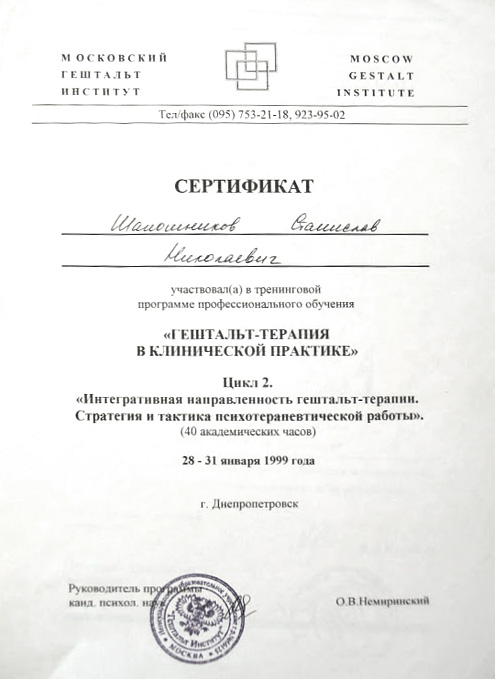 МОСКОВСКИЙ
ГЕШТАЛЬТ
ИНСТИТУТ
MOSCOW
GESTALT
INSTITUTE
Тел/факс (095) 753-21-18, 923-95-02
СЕРТИФИКАТ
Шапошников Станислав
Николаевич
участвовал(а) в тренинговой
программе профессионального обучения
«ГЕШТАЛЬТ-ТЕРАПИЯ
В КЛИНИЧЕСКОЙ ПРАКТИКЕ»
Цикл 2.
«Интегративная направленность гештальт-терапии.
Стратегия и тактика психотерапевтической работы».
(40 академических часов)
28 - 31 января 1999 года
г. Днепропетровск
Руководитель программы
канд. психол. наук
О.В.Немиринский
"Гештальт Институт"
МОСКВА